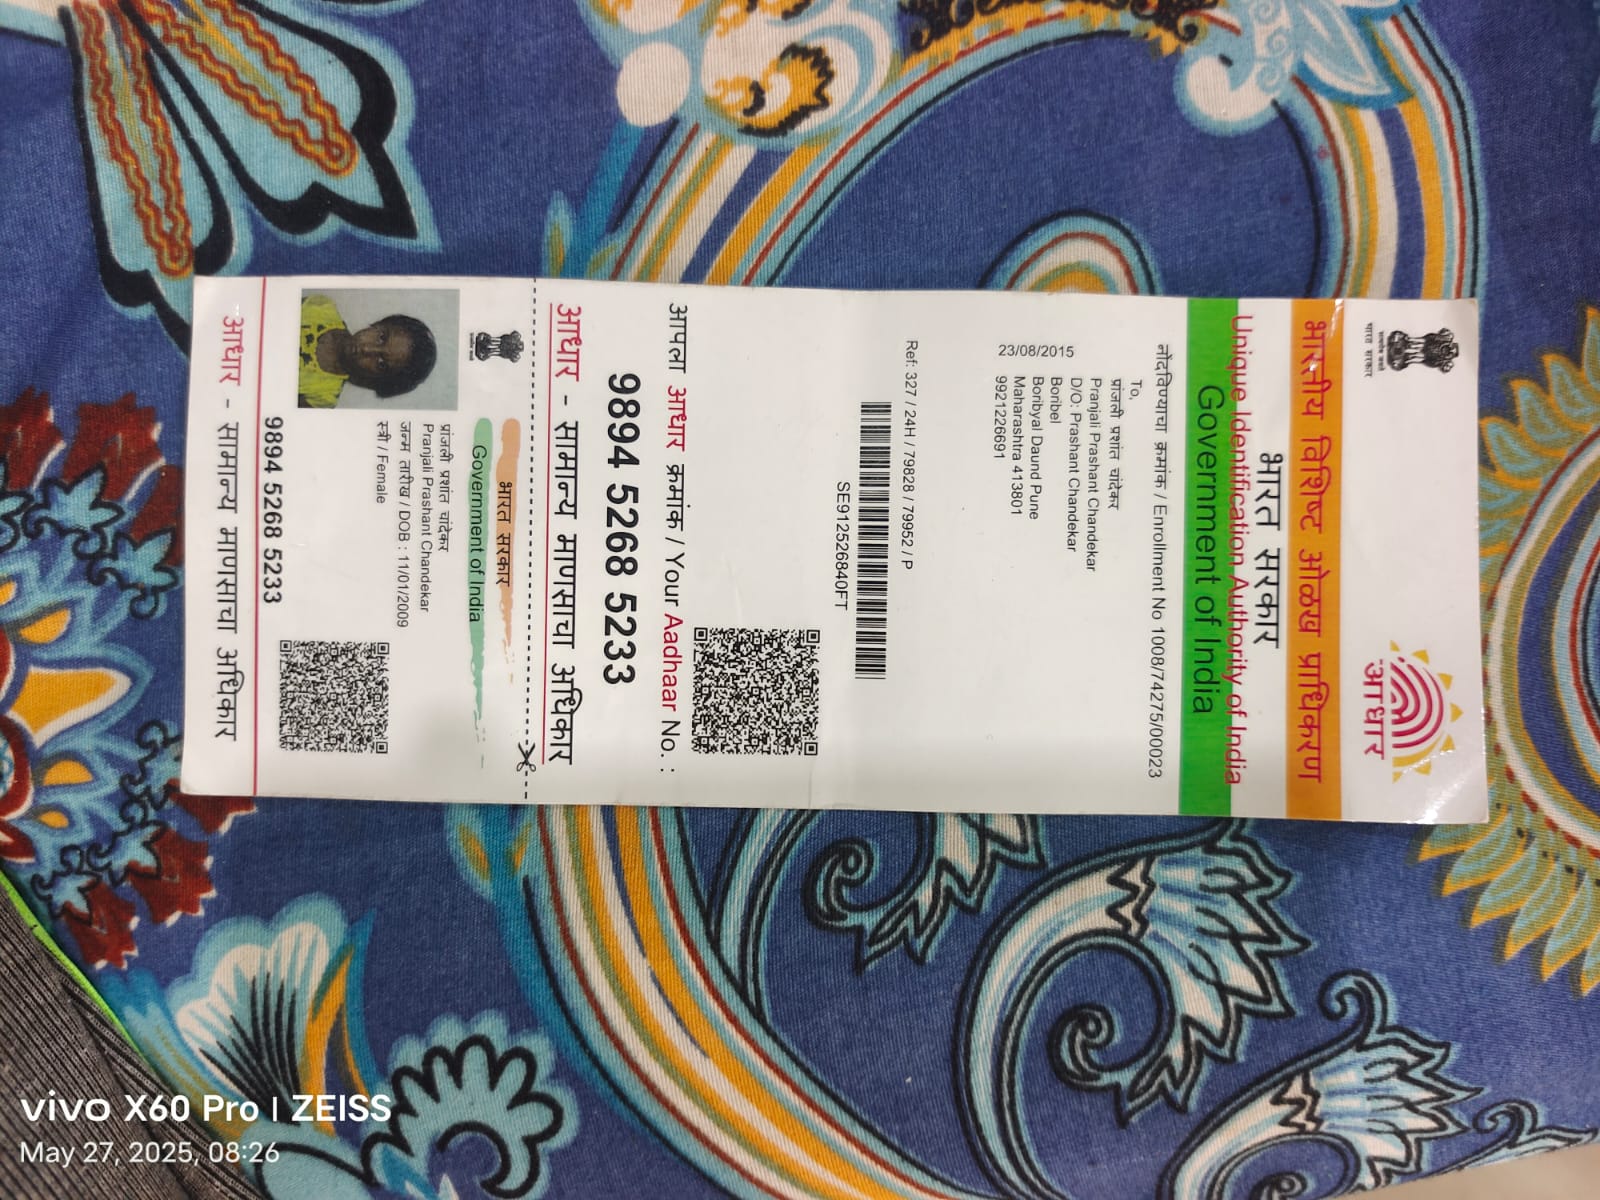 भारत सरकार
आधार
भारतीय विशिष्ट ओळख प्राधिकरण
भारत सरकार
Unique Identification Authority of India
Government of India
नोंदविण्याचा क्रमांक / Enrollment No 1008/74275/00023
To,
प्रांजली प्रशांत चांदेकर
Pranjali Prashant Chandekar
D/O: Prashant Chandekar
Boribel
Boribyal Daund Pune
Maharashtra 413801
9921226691
23/08/2015
Ref: 327 / 24H / 79828 / 79952 / P
SE912526840FT
आपला आधार क्रमांक / Your Aadhaar No. :
9894 5268 5233
आधार - सामान्य माणसाचा अधिकार
भारत सरकार
Government of India
प्रांजली प्रशांत चांदेकर
Pranjali Prashant Chandekar
जन्म तारीख / DOB : 11/01/2009
स्त्री / Female
9894 5268 5233
आधार - सामान्य माणसाचा अधिकार
vivo X60 Pro | ZEISS
May 27, 2025, 08:26